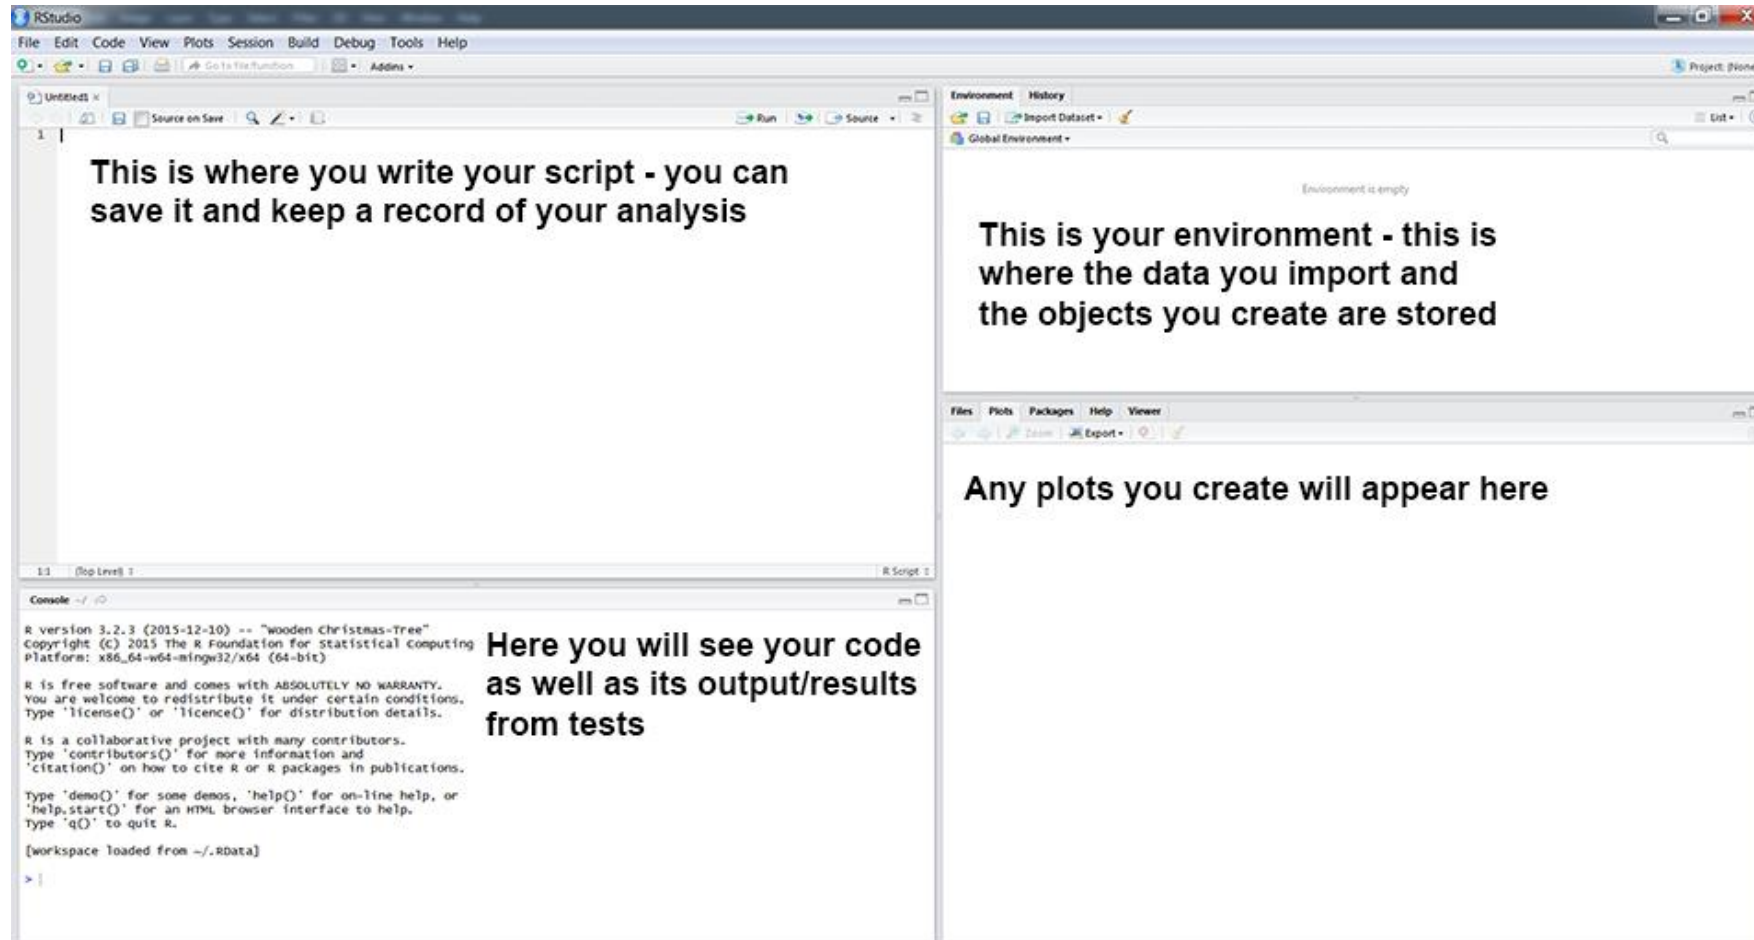 RStudio
File Edit Code View Plots Session Build Debug Tools Help
Go to file/function Addins Project: (None
Untitled1
Source on Save Run Source
1
This is where you write your script - you can
save it and keep a record of your analysis
1:1 (Top Level) R Script
Console ~/
R version 3.2.3 (2015-12-10) -- "Wooden Christmas-Tree"
Copyright (C) 2015 The R Foundation for Statistical Computing
Platform: x86_64-w64-mingw32/x64 (64-bit)
R is free software and comes with ABSOLUTELY NO WARRANTY.
You are welcome to redistribute it under certain conditions.
Type 'license()' or 'licence()' for distribution details.
R is a collaborative project with many contributors.
Type 'contributors()' for more information and
'citation()' on how to cite R or R packages in publications.
Type 'demo()' for some demos, 'help()' for on-line help, or
'help.start()' for an HTML browser interface to help.
Type 'q()' to quit R.
[Workspace loaded from ~/.RData]
>
Here you will see your code
as well as its output/results
from tests
Environment History
Import Dataset List
Global Environment
Environment is empty
This is your environment - this is
where the data you import and
the objects you create are stored
Files Plots Packages Help Viewer
Zoom Export
Any plots you create will appear here